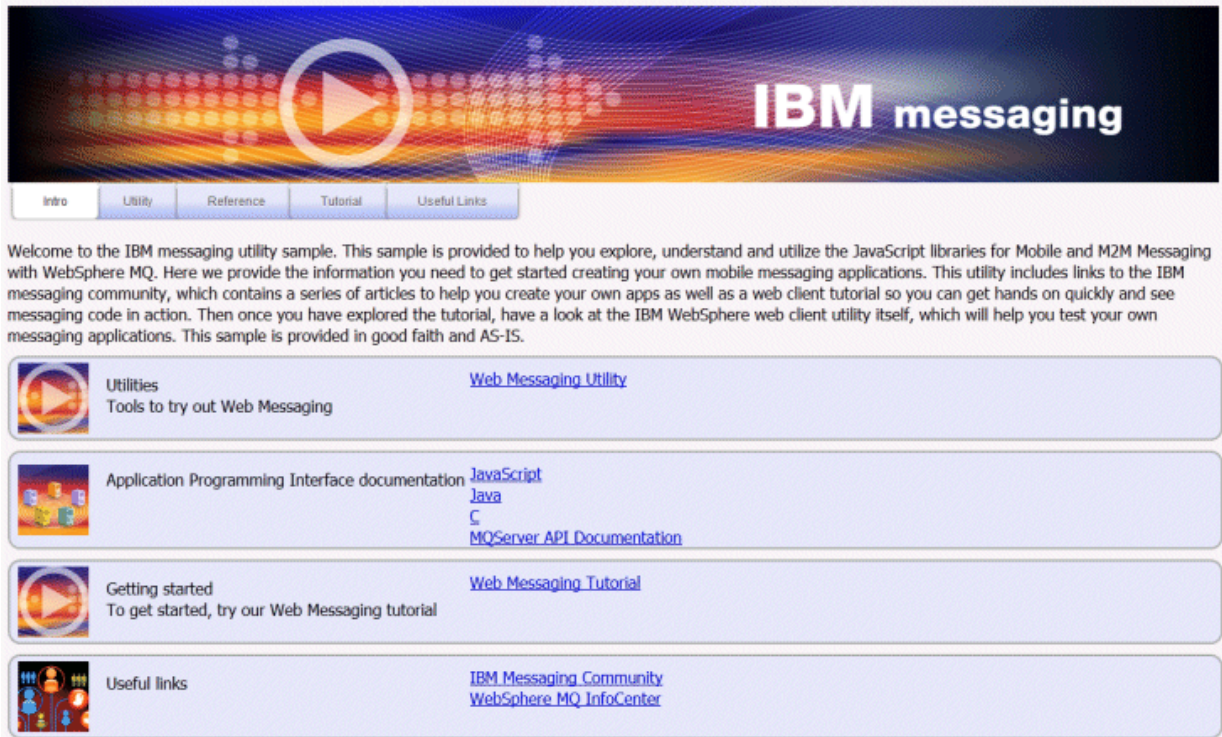 IBM messaging
Intro Utility Reference Tutorial Useful Links
Welcome to the IBM messaging utility sample. This sample is provided to help you explore, understand and utilize the JavaScript libraries for Mobile and M2M Messaging
with WebSphere MQ. Here we provide the information you need to get started creating your own mobile messaging applications. This utility includes links to the IBM
messaging community, which contains a series of articles to help you create your own apps as well as a web client tutorial so you can get hands on quickly and see
messaging code in action. Then once you have explored the tutorial, have a look at the IBM WebSphere web client utility itself, which will help you test your own
messaging applications. This sample is provided in good faith and AS-IS.
Utilities
Tools to try out Web Messaging
Web Messaging Utility
Application Programming Interface documentation
JavaScript
Java
C
MQServer API Documentation
Getting started
To get started, try our Web Messaging tutorial
Web Messaging Tutorial
Useful links
IBM Messaging Community
WebSphere MQ InfoCenter